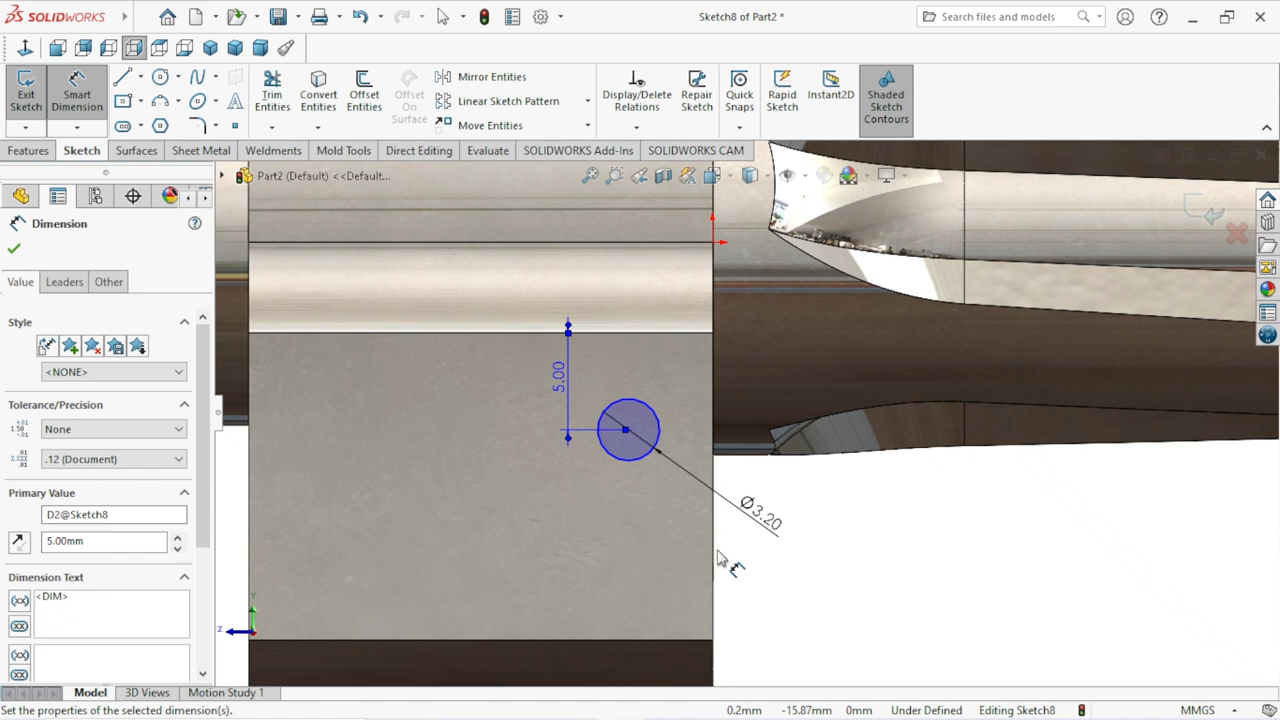 SOLIDWORKS
Sketch8 of Part2 *
Search files and models
Exit Sketch
Smart Dimension
Trim Entities
Convert Entities
Offset Entities
Offset On Surface
Mirror Entities
Linear Sketch Pattern
Move Entities
Display/Delete Relations
Repair Sketch
Quick Snaps
Rapid Sketch
Instant2D
Shaded Sketch Contours
Features
Sketch
Surfaces
Sheet Metal
Weldments
Mold Tools
Direct Editing
Evaluate
SOLIDWORKS Add-Ins
SOLIDWORKS CAM
Part2 (Default) <<Default...
Dimension
Value
Leaders
Other
Style
<NONE>
Tolerance/Precision
None
.12 (Document)
Primary Value
D2@Sketch8
5.00mm
Dimension Text
<DIM>
5.00
Ø3.20
Y
Z
Model
3D Views
Motion Study 1
Set the properties of the selected dimension(s).
0.2mm
-15.87mm
0mm
Under Defined
Editing Sketch8
MMGS